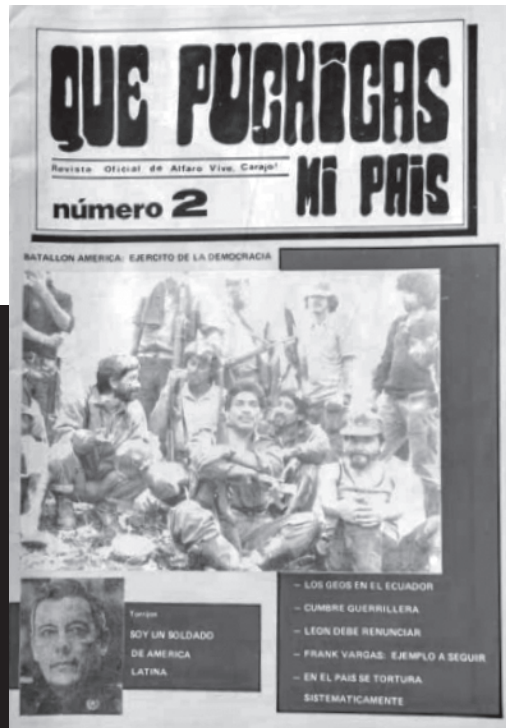 QUE PUCHICAS
Revista Oficial de Alfaro Vive, Carajo!
MI PAIS
número 2
BATALLON AMERICA: EJERCITO DE LA DEMOCRACIA
Torrijos
SOY UN SOLDADO
DE AMERICA
LATINA
– LOS GEOS EN EL ECUADOR
– CUMBRE GUERRILLERA
– LEON DEBE RENUNCIAR
– FRANK VARGAS: EJEMPLO A SEGUIR
– EN EL PAIS SE TORTURA
SISTEMATICAMENTE